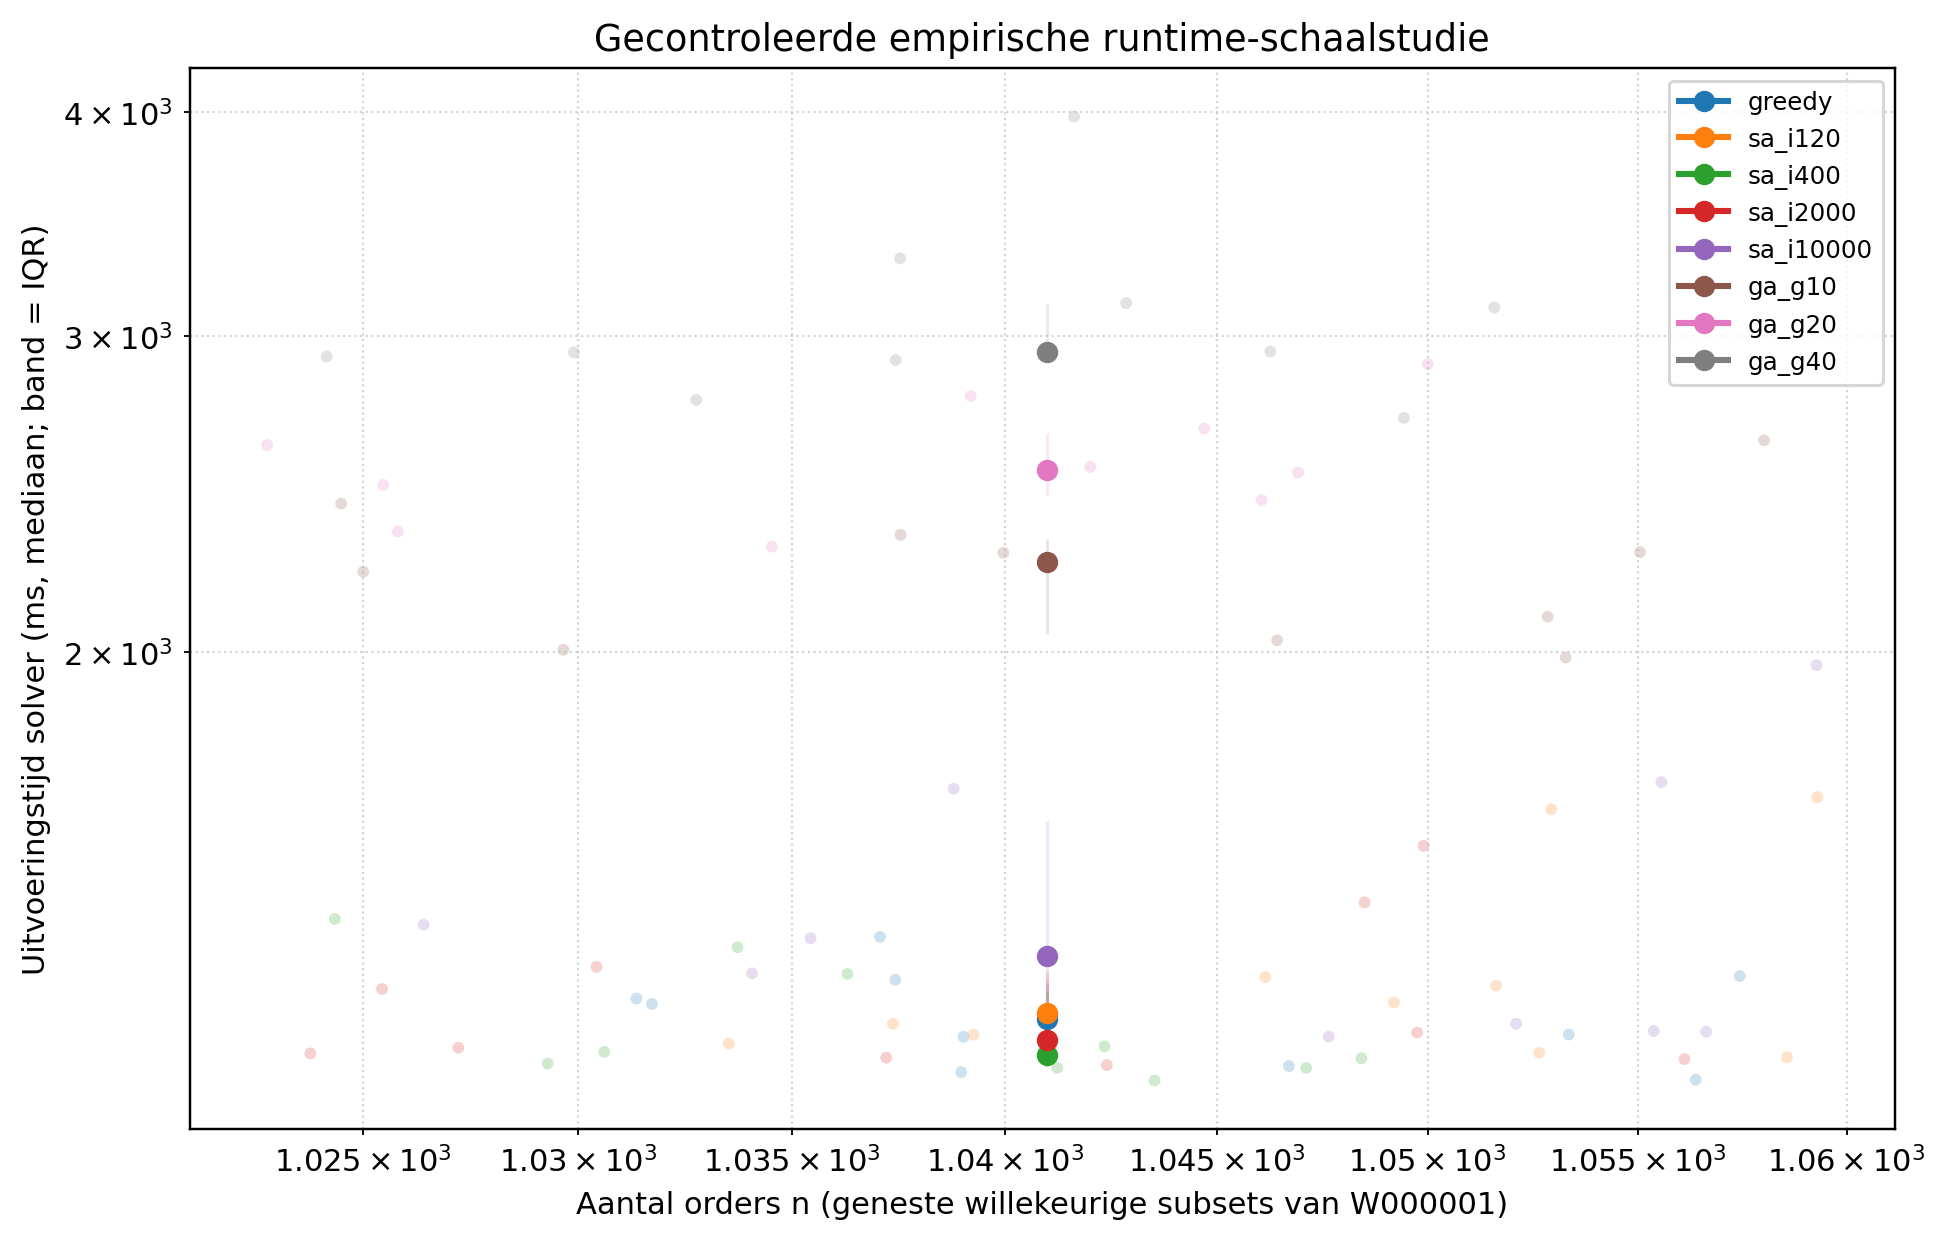 Gecontroleerde empirische runtime-schaalstudie
Uitvoeringstijd solver (ms, mediaan; band = IQR)
4 × 10³
3 × 10³
2 × 10³
greedy
sa_i120
sa_i400
sa_i2000
sa_i10000
ga_g10
ga_g20
ga_g40
1.025 × 10³ 1.03 × 10³ 1.035 × 10³ 1.04 × 10³ 1.045 × 10³ 1.05 × 10³ 1.055 × 10³ 1.06 × 10³
Aantal orders n (geneste willekeurige subsets van W000001)